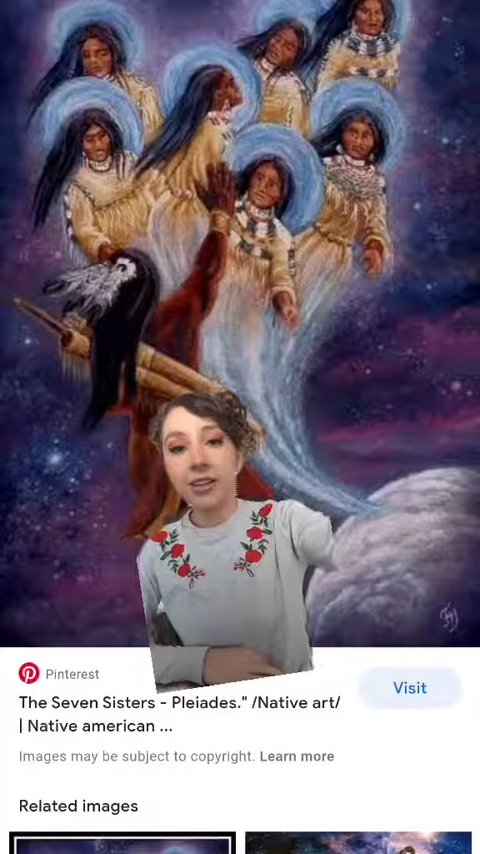 Pinterest
The Seven Sisters - Pleiades." /Native art/
| Native american ...
Visit
Images may be subject to copyright. Learn more
Related images